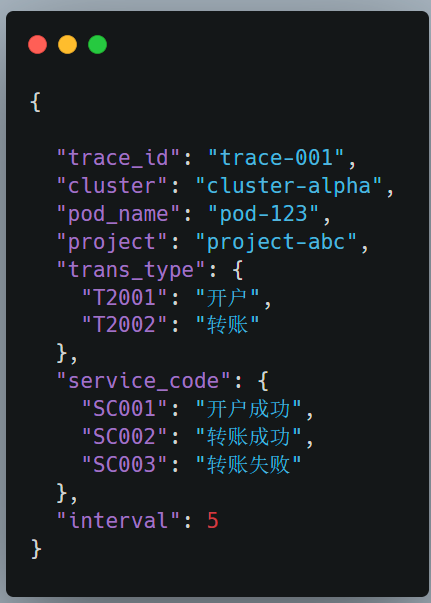 {
"trace_id": "trace-001",
"cluster": "cluster-alpha",
"pod_name": "pod-123",
"project": "project-abc",
"trans_type": {
"T2001": "开户",
"T2002": "转账"
},
"service_code": {
"SC001": "开户成功",
"SC002": "转账成功",
"SC003": "转账失败"
},
"interval": 5
}